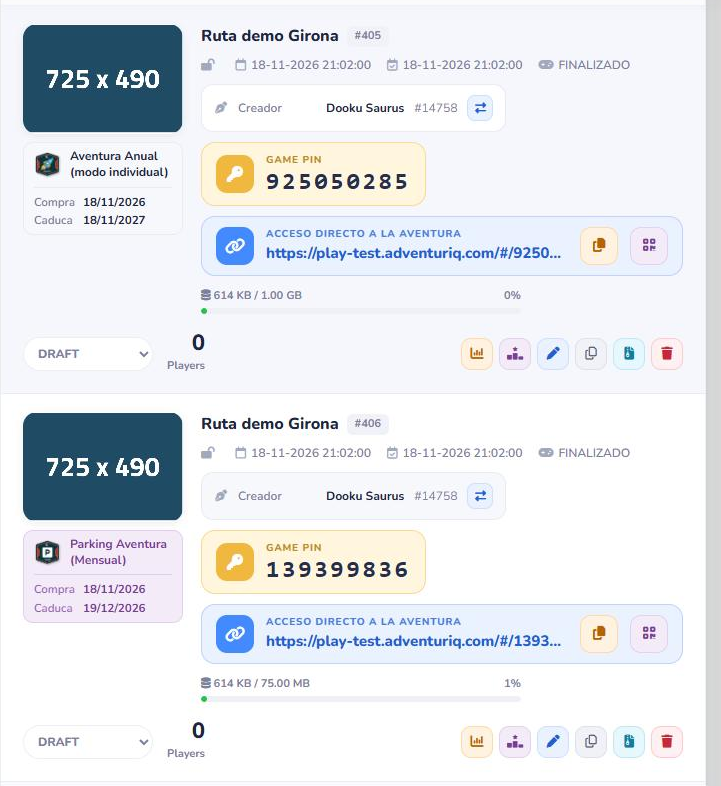 725 x 490
Ruta demo Girona #405
18-11-2026 21:02:00 18-11-2026 21:02:00 FINALIZADO
Creador Dooku Saurus #14758
Aventura Anual
(modo individual)
Compra 18/11/2026
Caduca 18/11/2027
GAME PIN
925050285
ACCESO DIRECTO A LA AVENTURA
https://play-test.adventuriq.com/#/9250...
614 KB / 1.00 GB 0%
DRAFT
0
Players
725 x 490
Ruta demo Girona #406
18-11-2026 21:02:00 18-11-2026 21:02:00 FINALIZADO
Creador Dooku Saurus #14758
P
Parking Aventura
(Mensual)
Compra 18/11/2026
Caduca 19/12/2026
GAME PIN
139399836
ACCESO DIRECTO A LA AVENTURA
https://play-test.adventuriq.com/#/1393...
614 KB / 75.00 MB 1%
DRAFT
0
Players